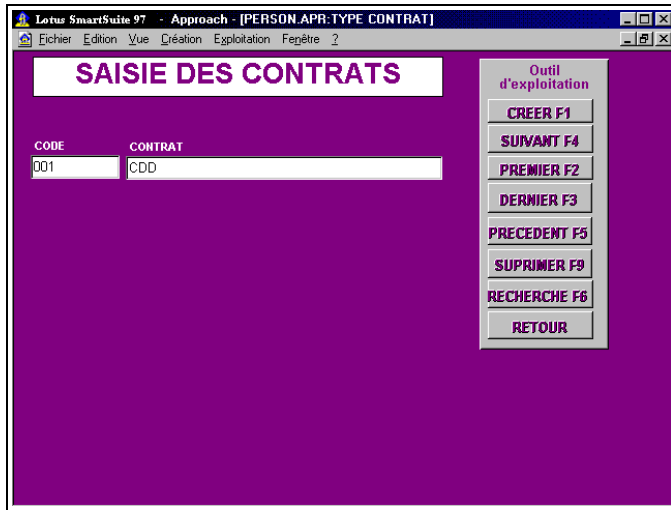 Lotus SmartSuite 97 - Approach - [PERSON.APR:TYPE CONTRAT]
Fichier Edition Vue Création Exploitation Fenêtre ?
SAISIE DES CONTRATS
Outil
d'exploitation
CREER F1
SUIVANT F4
PREMIER F2
DERNIER F3
PRECEDENT F5
SUPRIMER F9
RECHERCHE F6
RETOUR
CODE CONTRAT
001 CDD